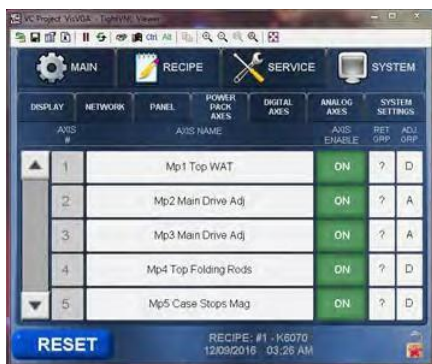 VC Project VisVGA - TightVNC Viewer
Ctrl Alt
MAIN RECIPE SERVICE SYSTEM
DISPLAY NETWORK PANEL POWER PACK AXES DIGITAL AXES ANALOG AXES SYSTEM SETTINGS
AXIS # AXIS NAME AXIS ENABLE RET GRP ADJ GRP
1 Mp1 Top WAT ON ? D
2 Mp2 Main Drive Adj ON ? A
3 Mp3 Main Drive Adj ON ? A
4 Mp4 Top Folding Rods ON ? D
5 Mp5 Case Stops Mag ON ? D
RESET
RECIPE: #1 - K6070
12/09/2016 03:26 AM